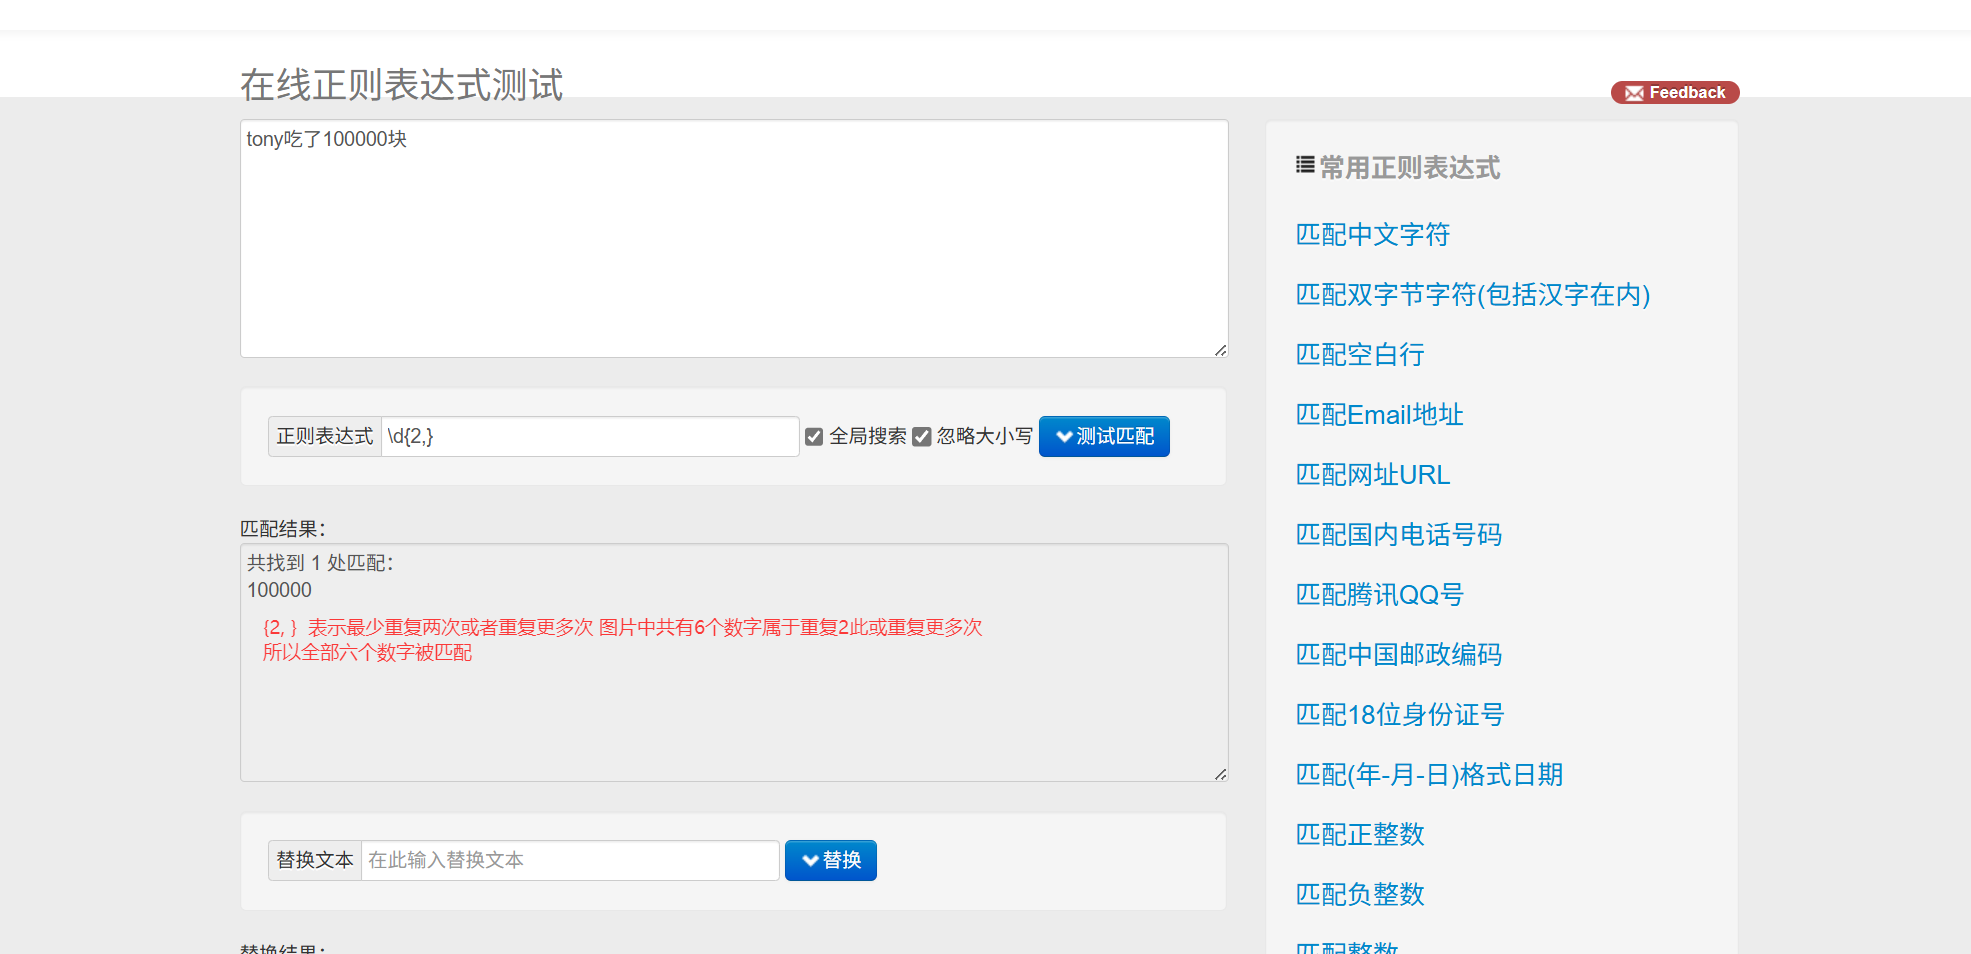 在线正则表达式测试
Feedback
tony吃了100000块
正则表达式 \d{2,} 全局搜索 忽略大小写 测试匹配
匹配结果：
共找到 1 处匹配：
100000
{2, } 表示最少重复两次或者重复更多次 图片中共有6个数字属于重复2此或重复更多次
所以全部六个数字被匹配
替换文本 在此输入替换文本 替换
替换结果：
常用正则表达式
匹配中文字符
匹配双字节字符(包括汉字在内)
匹配空白行
匹配Email地址
匹配网址URL
匹配国内电话号码
匹配腾讯QQ号
匹配中国邮政编码
匹配18位身份证号
匹配(年-月-日)格式日期
匹配正整数
匹配负整数
匹配整数